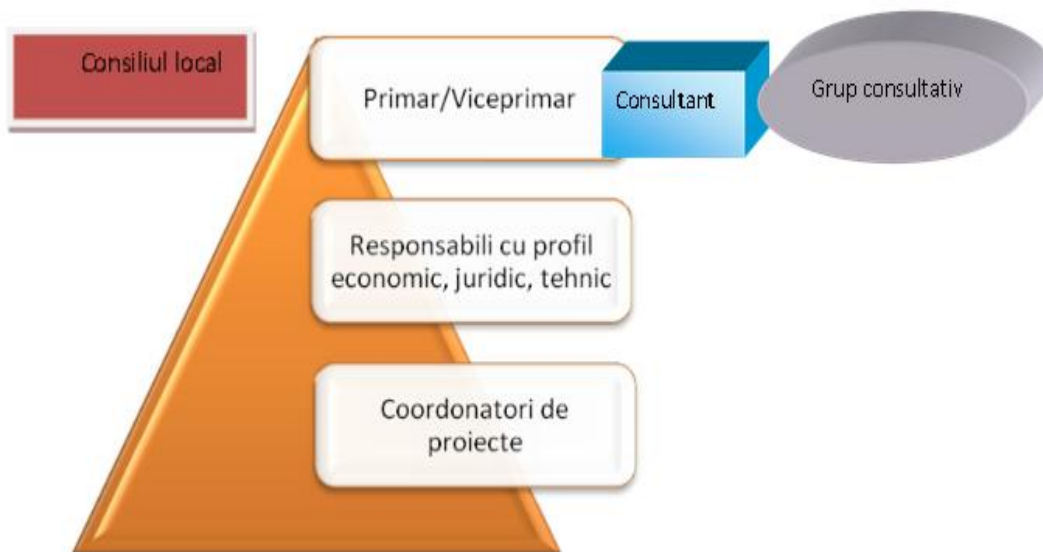 Consiliul local
Primar/Viceprimar
Consultant
Grup consultativ
Responsabili cu profil
economic, juridic, tehnic
Coordonatori de
proiecte